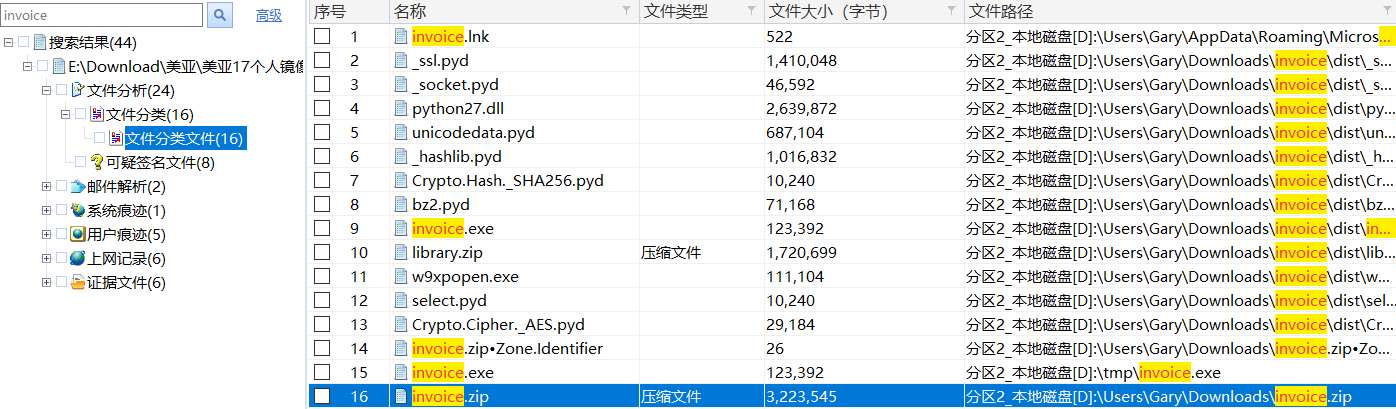 invoice
高级
搜索结果(44)
E:\Download\美亚\美亚17个人镜像
文件分析(24)
文件分类(16)
文件分类文件(16)
可疑签名文件(8)
邮件解析(2)
系统痕迹(1)
用户痕迹(5)
上网记录(6)
证据文件(6)
序号 名称 文件类型 文件大小（字节） 文件路径
1 invoice.lnk 522 分区2_本地磁盘[D]:\Users\Gary\AppData\Roaming\Micros...
2 _ssl.pyd 1,410,048 分区2_本地磁盘[D]:\Users\Gary\Downloads\invoice\dist\_s...
3 _socket.pyd 46,592 分区2_本地磁盘[D]:\Users\Gary\Downloads\invoice\dist\_s...
4 python27.dll 2,639,872 分区2_本地磁盘[D]:\Users\Gary\Downloads\invoice\dist\py...
5 unicodedata.pyd 687,104 分区2_本地磁盘[D]:\Users\Gary\Downloads\invoice\dist\un...
6 _hashlib.pyd 1,016,832 分区2_本地磁盘[D]:\Users\Gary\Downloads\invoice\dist\_h...
7 Crypto.Hash._SHA256.pyd 10,240 分区2_本地磁盘[D]:\Users\Gary\Downloads\invoice\dist\Cr...
8 bz2.pyd 71,168 分区2_本地磁盘[D]:\Users\Gary\Downloads\invoice\dist\bz...
9 invoice.exe 123,392 分区2_本地磁盘[D]:\Users\Gary\Downloads\invoice\dist\in...
10 library.zip 压缩文件 1,720,699 分区2_本地磁盘[D]:\Users\Gary\Downloads\invoice\dist\lib...
11 w9xpopen.exe 111,104 分区2_本地磁盘[D]:\Users\Gary\Downloads\invoice\dist\w...
12 select.pyd 10,240 分区2_本地磁盘[D]:\Users\Gary\Downloads\invoice\dist\sel...
13 Crypto.Cipher._AES.pyd 29,184 分区2_本地磁盘[D]:\Users\Gary\Downloads\invoice\dist\Cr...
14 invoice.zip•Zone.Identifier 26 分区2_本地磁盘[D]:\Users\Gary\Downloads\invoice.zip•Zo...
15 invoice.exe 123,392 分区2_本地磁盘[D]:\tmp\invoice.exe
16 invoice.zip 压缩文件 3,223,545 分区2_本地磁盘[D]:\Users\Gary\Downloads\invoice.zip